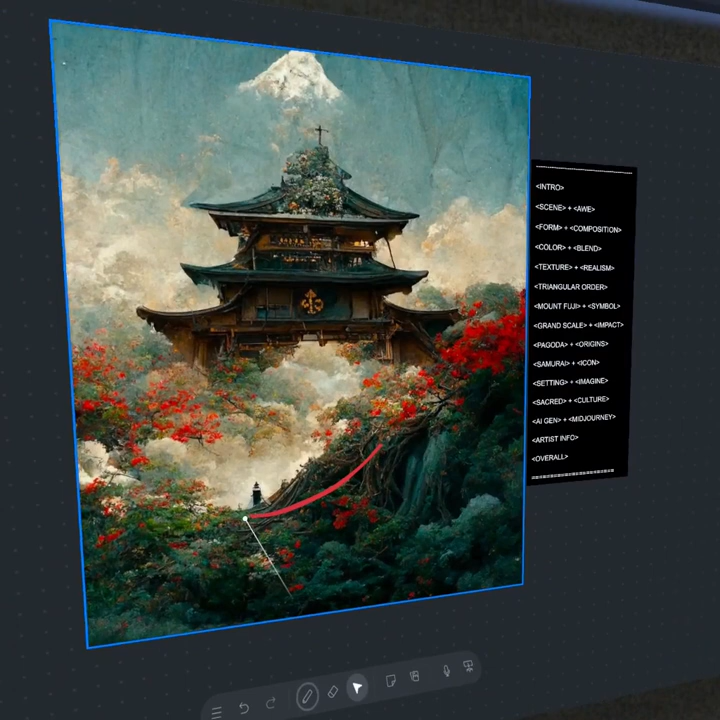 <INTRO>
<SCENE> + <AWE>
<FORM> + <COMPOSITION>
<COLOR> + <BLEND>
<TEXTURE> + <REALISM>
<TRIANGULAR ORDER>
<MOUNT FUJI> + <SYMBOL>
<GRAND SCALE> + <IMPACT>
<PAGODA> + <ORIGINS>
<SAMURAI> + <ICON>
<SETTING> + <IMAGINE>
<SACRED> + <CULTURE>
<AI GEN> + <MIDJOURNEY>
<ARTIST INFO>
<OVERALL>